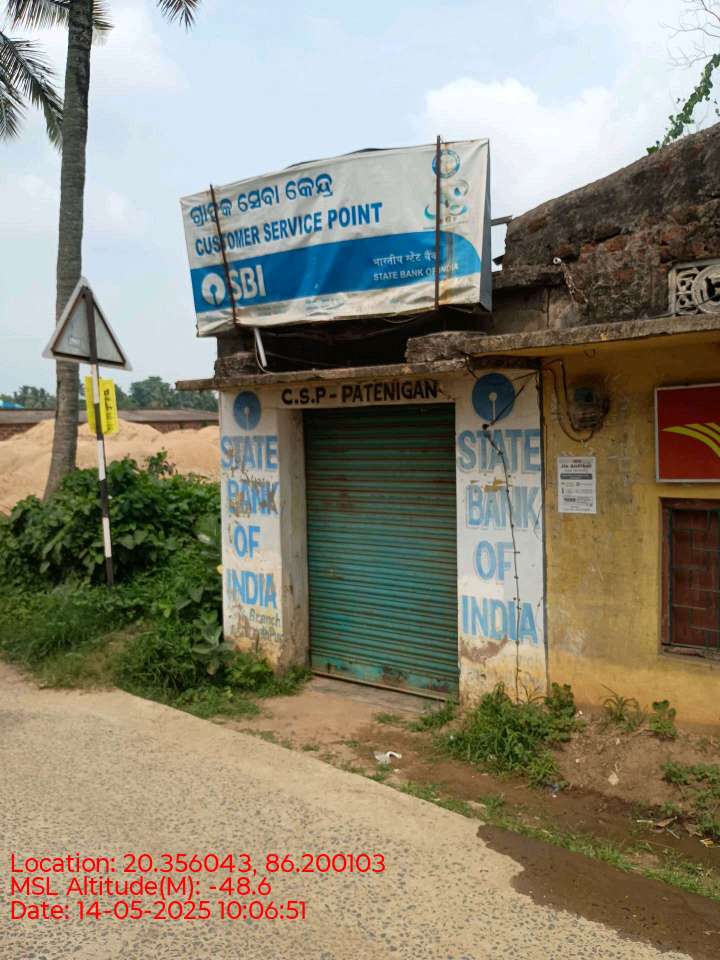 ଗ୍ରାହକ ସେବା କେନ୍ଦ୍ର
CUSTOMER SERVICE POINT
SBI
भारतीय स्टेट बैंक
STATE BANK OF INDIA
C.S.P - PATENIGAN
STATE
BANK
OF
INDIA
Branch
STATE
BANK
OF
INDIA
Location: 20.356043, 86.200103
MSL Altitude(M): -48.6
Date: 14-05-2025 10:06:51